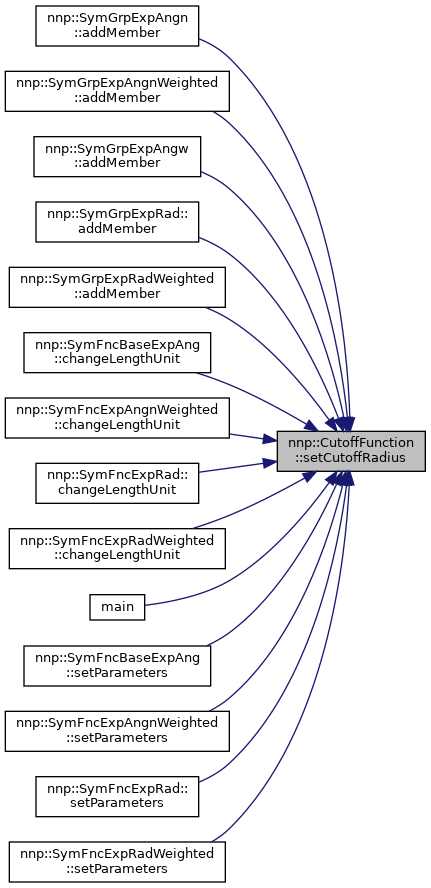 nnp::SymGrpExpAngn
::addMember
nnp::SymGrpExpAngnWeighted
::addMember
nnp::SymGrpExpAngw
::addMember
nnp::SymGrpExpRad::
addMember
nnp::SymGrpExpRadWeighted
::addMember
nnp::SymFncBaseExpAng
::changeLengthUnit
nnp::SymFncExpAngnWeighted
::changeLengthUnit
nnp::CutoffFunction
::setCutoffRadius
nnp::SymFncExpRad::
changeLengthUnit
nnp::SymFncExpRadWeighted
::changeLengthUnit
main
nnp::SymFncBaseExpAng
::setParameters
nnp::SymFncExpAngnWeighted
::setParameters
nnp::SymFncExpRad::
setParameters
nnp::SymFncExpRadWeighted
::setParameters